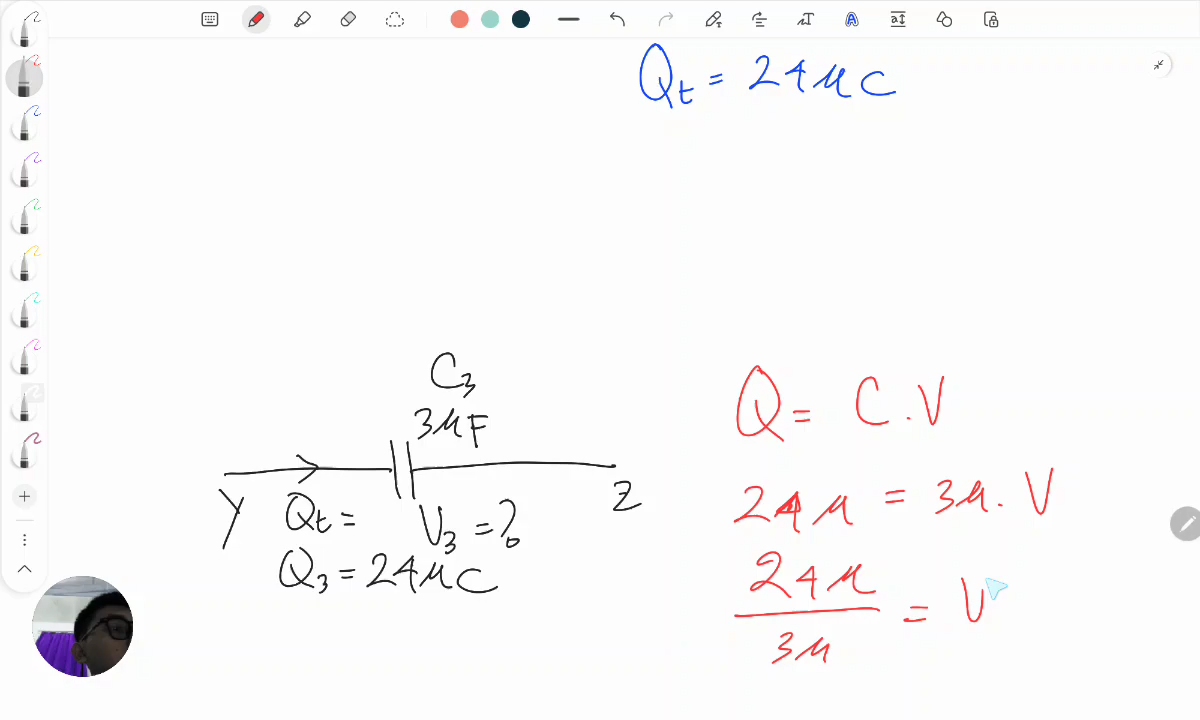 Qt = 24μC
C3
3μF
Y
Z
Qt =
V3 = ?
Q3 = 24μC
Q = C.V
24μ = 3μ.V
24μ/3μ = V